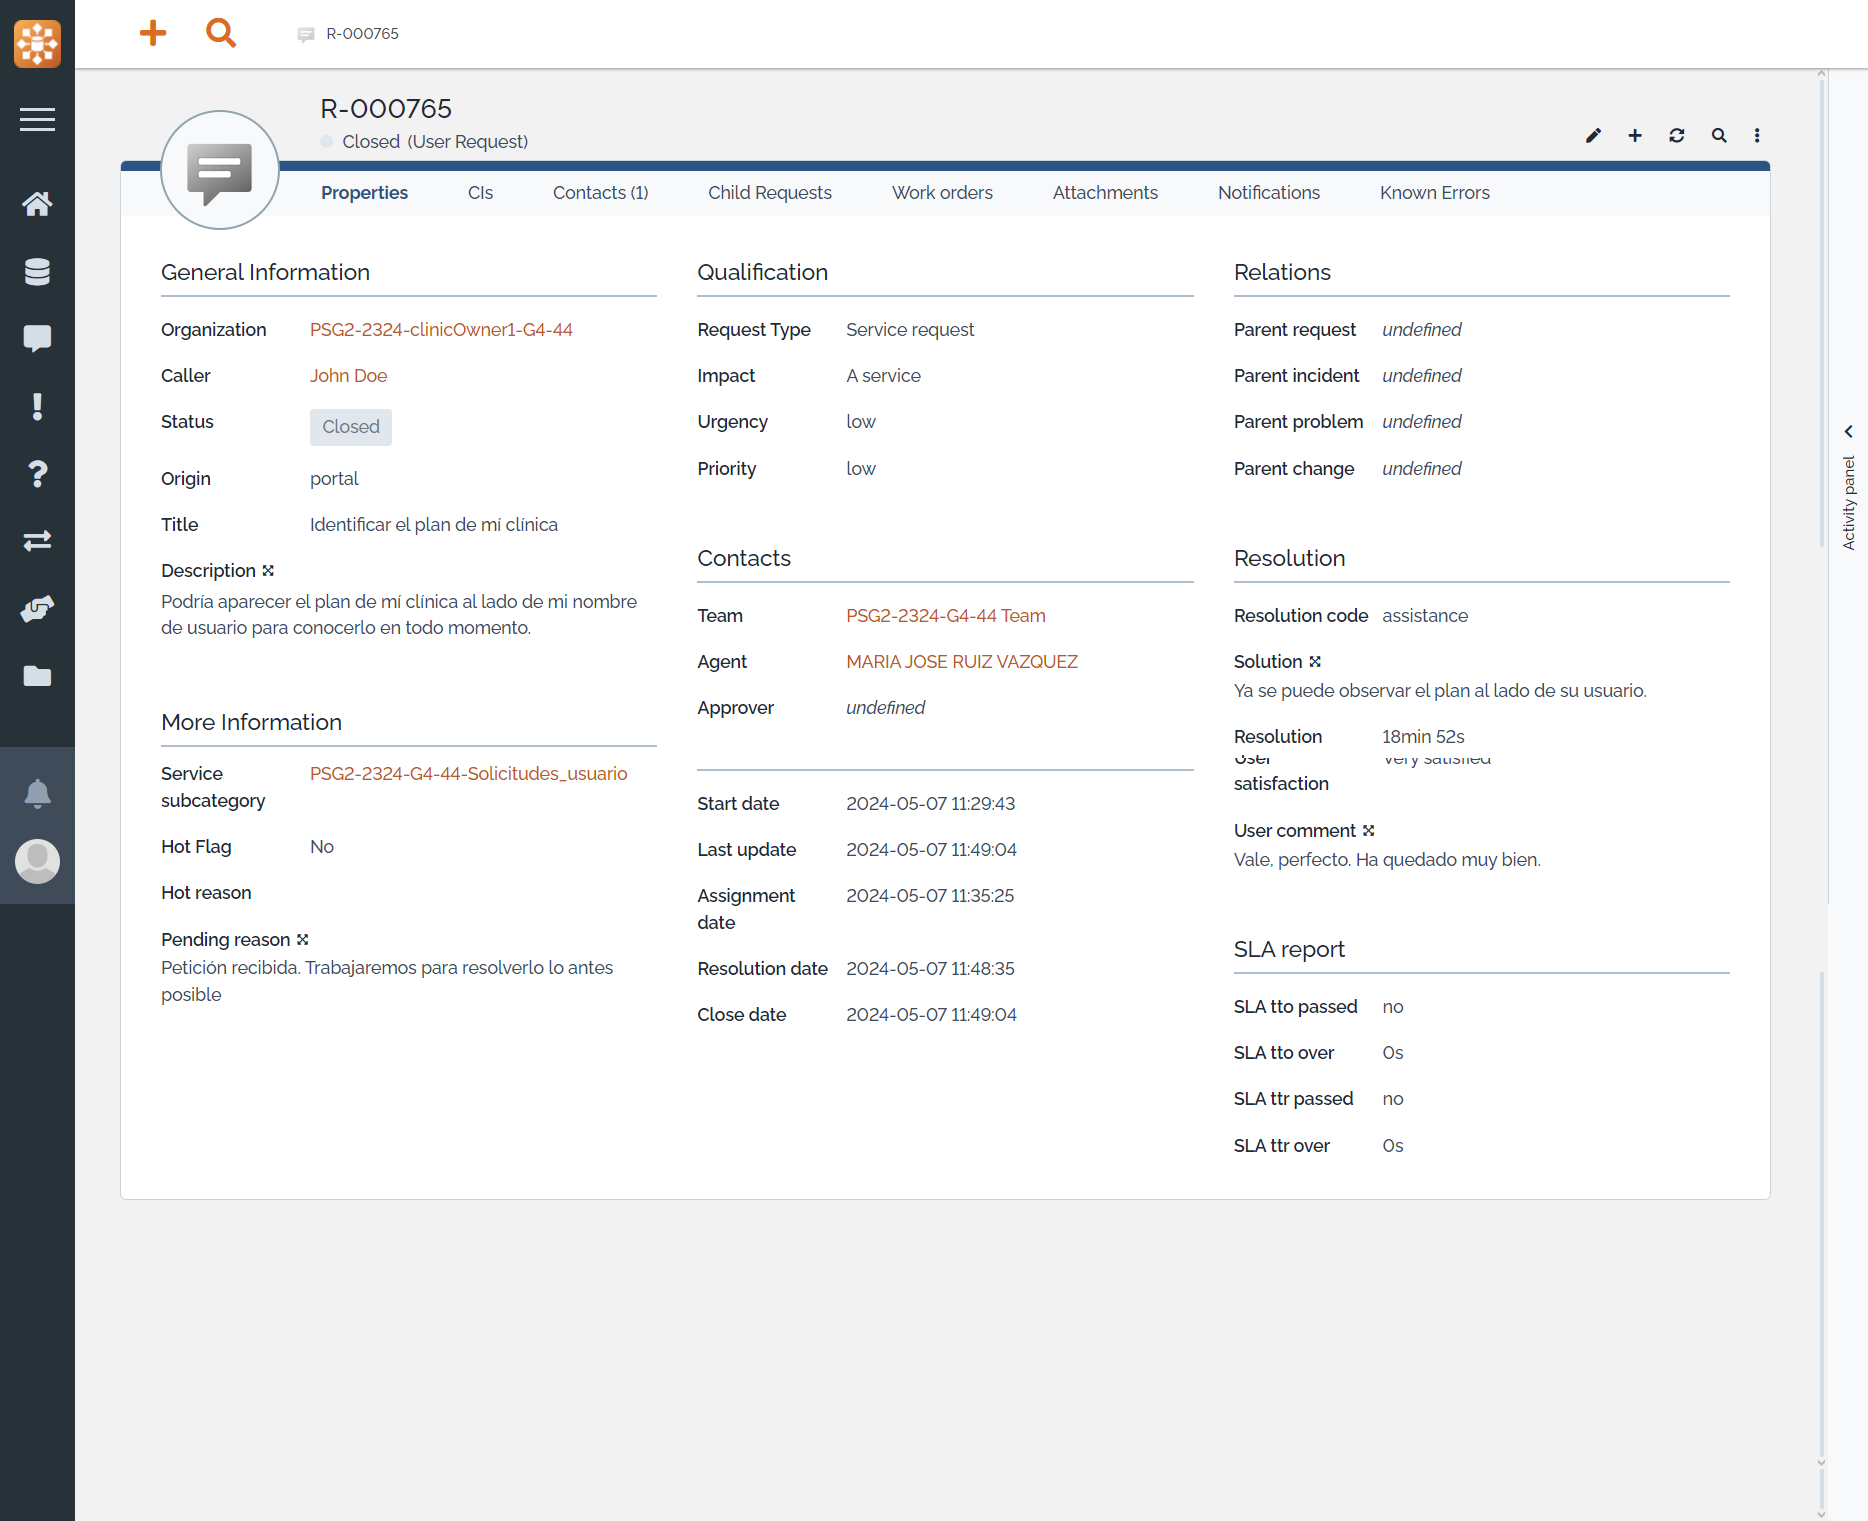 R-000765
R-000765
Closed (User Request)
Properties CIs Contacts (1) Child Requests Work orders Attachments Notifications Known Errors
General Information
Organization PSG2-2324-clinicOwner1-G4-44
Caller John Doe
Status Closed
Origin portal
Title Identificar el plan de mí clínica
Description
Podría aparecer el plan de mí clínica al lado de mi nombre
de usuario para conocerlo en todo momento.
More Information
Service PSG2-2324-G4-44-Solicitudes_usuario
subcategory
Hot Flag No
Hot reason
Pending reason
Petición recibida. Trabajaremos para resolverlo lo antes
posible
Qualification
Request Type Service request
Impact A service
Urgency low
Priority low
Contacts
Team PSG2-2324-G4-44 Team
Agent MARIA JOSE RUIZ VAZQUEZ
Approver undefined
Start date 2024-05-07 11:29:43
Last update 2024-05-07 11:49:04
Assignment 2024-05-07 11:35:25
date
Resolution date 2024-05-07 11:48:35
Close date 2024-05-07 11:49:04
Relations
Parent request undefined
Parent incident undefined
Parent problem undefined
Parent change undefined
Resolution
Resolution code assistance
Solution
Ya se puede observar el plan al lado de su usuario.
Resolution 18min 52s
User very satisfied
satisfaction
User comment
Vale, perfecto. Ha quedado muy bien.
SLA report
SLA tto passed no
SLA tto over 0s
SLA ttr passed no
SLA ttr over 0s
Activity panel